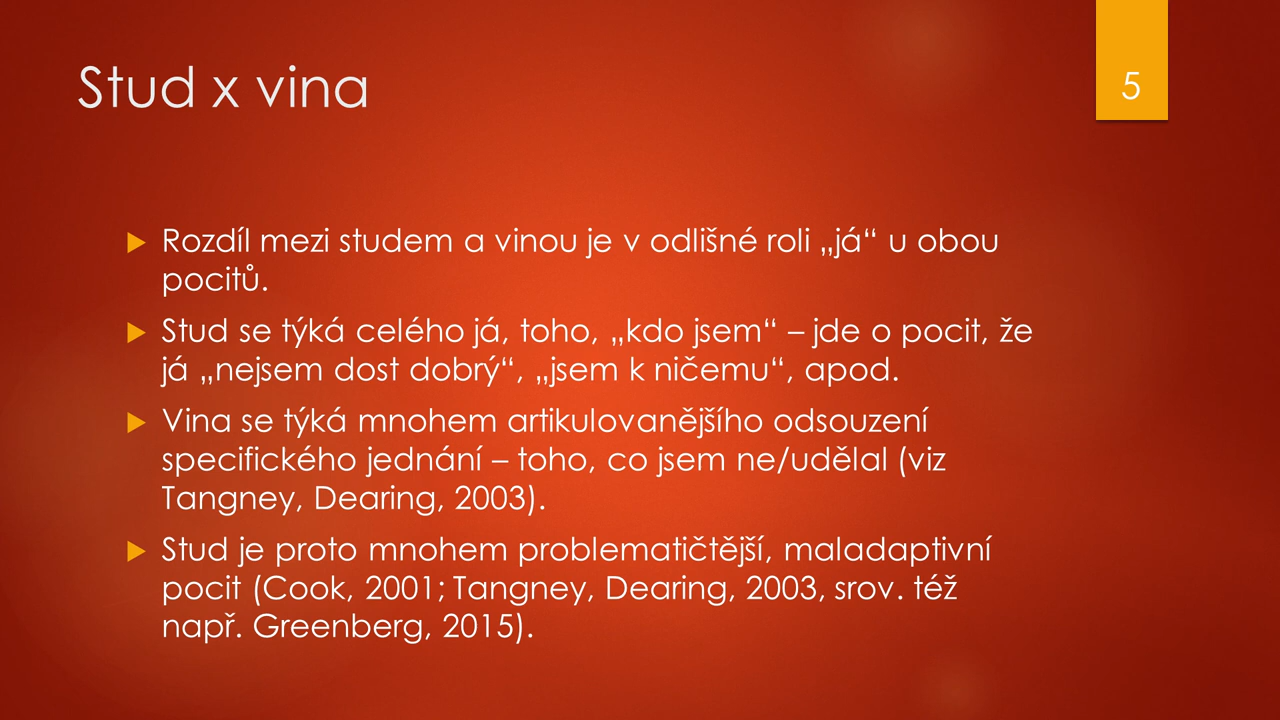 Stud x vina
5
Rozdíl mezi studem a vinou je v odlišné roli „já“ u obou
pocitů.
Stud se týká celého já, toho, „kdo jsem“ – jde o pocit, že
já „nejsem dost dobrý“, „jsem k ničemu“, apod.
Vina se týká mnohem artikulovanějšího odsouzení
specifického jednání – toho, co jsem ne/udělal (viz
Tangney, Dearing, 2003).
Stud je proto mnohem problematičtější, maladaptivní
pocit (Cook, 2001; Tangney, Dearing, 2003, srov. též
např. Greenberg, 2015).